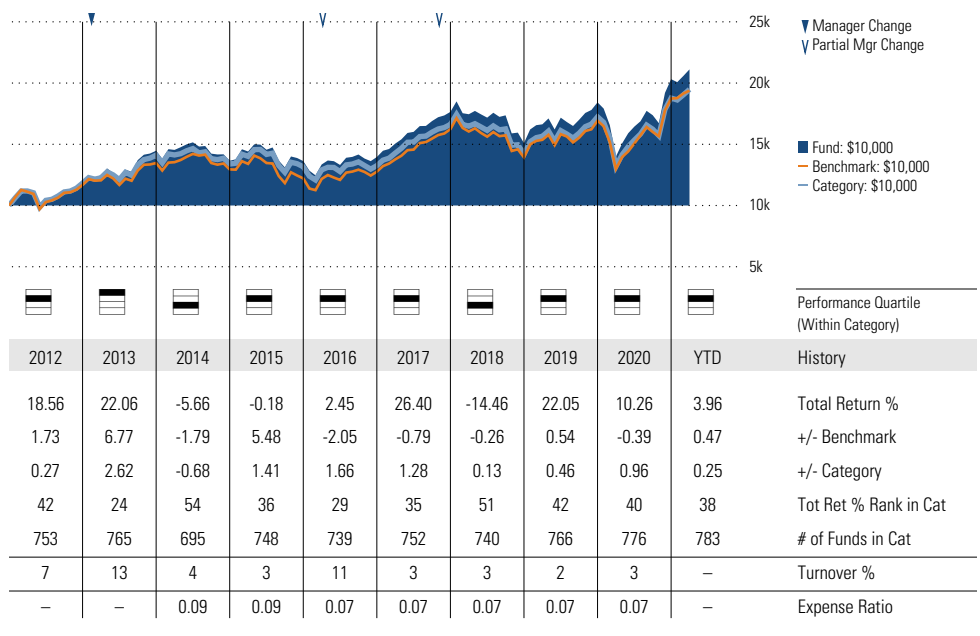 25k
▼ Manager Change
∨ Partial Mgr Change
20k
Fund: $10,000
15k
Benchmark: $10,000
Category: $10,000
10k
5k
Performance Quartile
(Within Category)
2012 2013 2014 2015 2016 2017 2018 2019 2020 YTD History
18.56 22.06 -5.66 -0.18 2.45 26.40 -14.46 22.05 10.26 3.96 Total Return %
1.73 6.77 -1.79 5.48 -2.05 -0.79 -0.26 0.54 -0.39 0.47 +/- Benchmark
0.27 2.62 -0.68 1.41 1.66 1.28 0.13 0.46 0.96 0.25 +/- Category
42 24 54 36 29 35 51 42 40 38 Tot Ret % Rank in Cat
753 765 695 748 739 752 740 766 776 783 # of Funds in Cat
7 13 4 3 11 3 3 2 3 – Turnover %
– – 0.09 0.09 0.07 0.07 0.07 0.07 0.07 – Expense Ratio